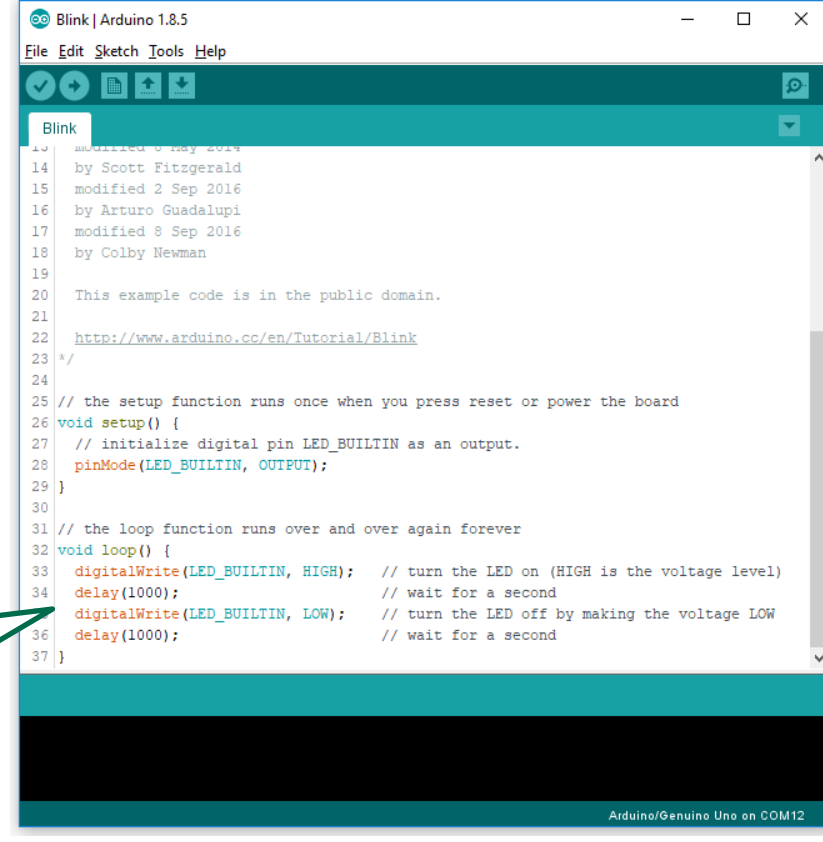 Blink | Arduino 1.8.5
File Edit Sketch Tools Help
Blink
13   modified 8 May 2014
14   by Scott Fitzgerald
15   modified 2 Sep 2016
16   by Arturo Guadalupi
17   modified 8 Sep 2016
18   by Colby Newman
19
20   This example code is in the public domain.
21
22   http://www.arduino.cc/en/Tutorial/Blink
23 */
24
25 // the setup function runs once when you press reset or power the board
26 void setup() {
27   // initialize digital pin LED_BUILTIN as an output.
28   pinMode(LED_BUILTIN, OUTPUT);
29 }
30
31 // the loop function runs over and over again forever
32 void loop() {
33   digitalWrite(LED_BUILTIN, HIGH);   // turn the LED on (HIGH is the voltage level)
34   delay(1000);                       // wait for a second
digitalWrite(LED_BUILTIN, LOW);    // turn the LED off by making the voltage LOW
36   delay(1000);                       // wait for a second
37 }
Arduino/Genuino Uno on COM12